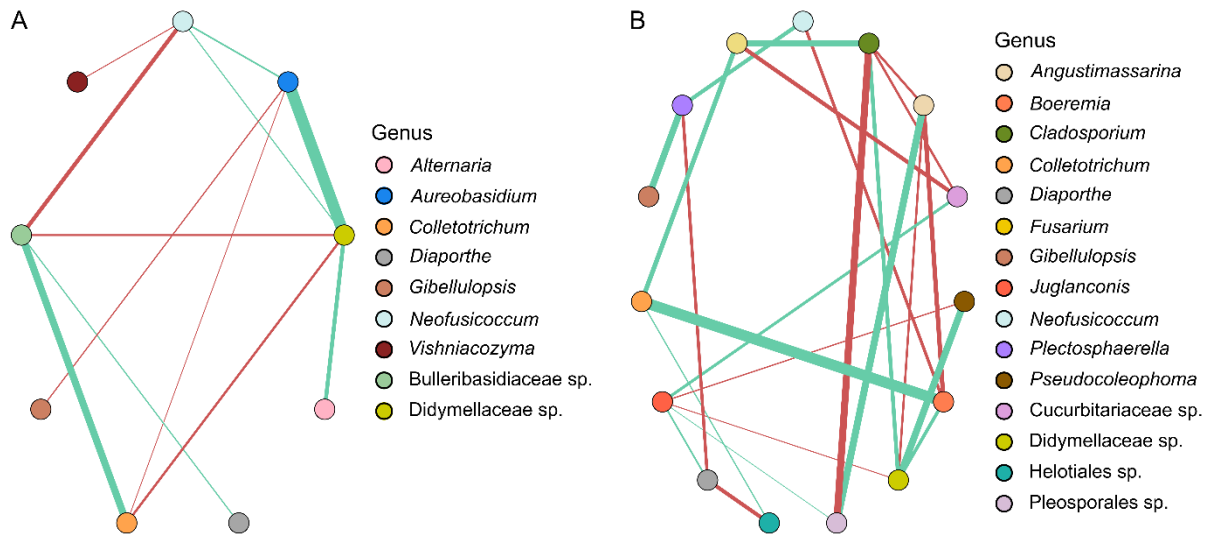 A
Genus
Alternaria
Aureobasidium
Colletotrichum
Diaporthe
Gibellulopsis
Neofusicoccum
Vishniacozyma
Bulleribasidiaceae sp.
Didymellaceae sp.
B
Genus
Angustimassarina
Boeremia
Cladosporium
Colletotrichum
Diaporthe
Fusarium
Gibellulopsis
Juglanconis
Neofusicoccum
Plectosphaerella
Pseudocoleophoma
Cucurbitariaceae sp.
Didymellaceae sp.
Helotiales sp.
Pleosporales sp.